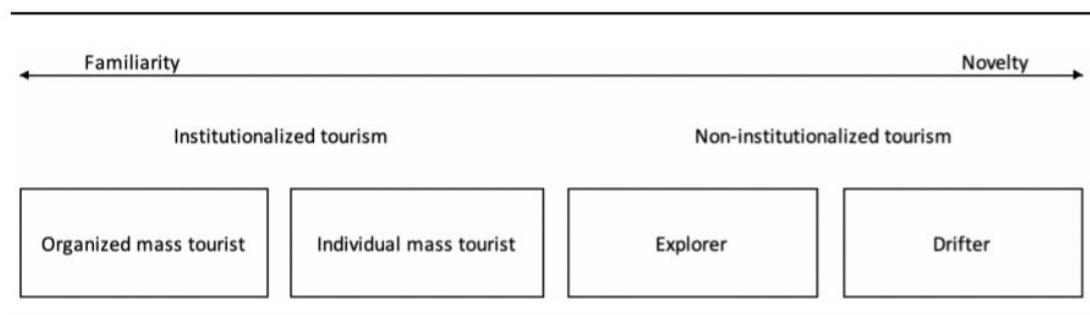 Familiarity Novelty
Institutionalized tourism Non-institutionalized tourism
Organized mass tourist Individual mass tourist Explorer Drifter